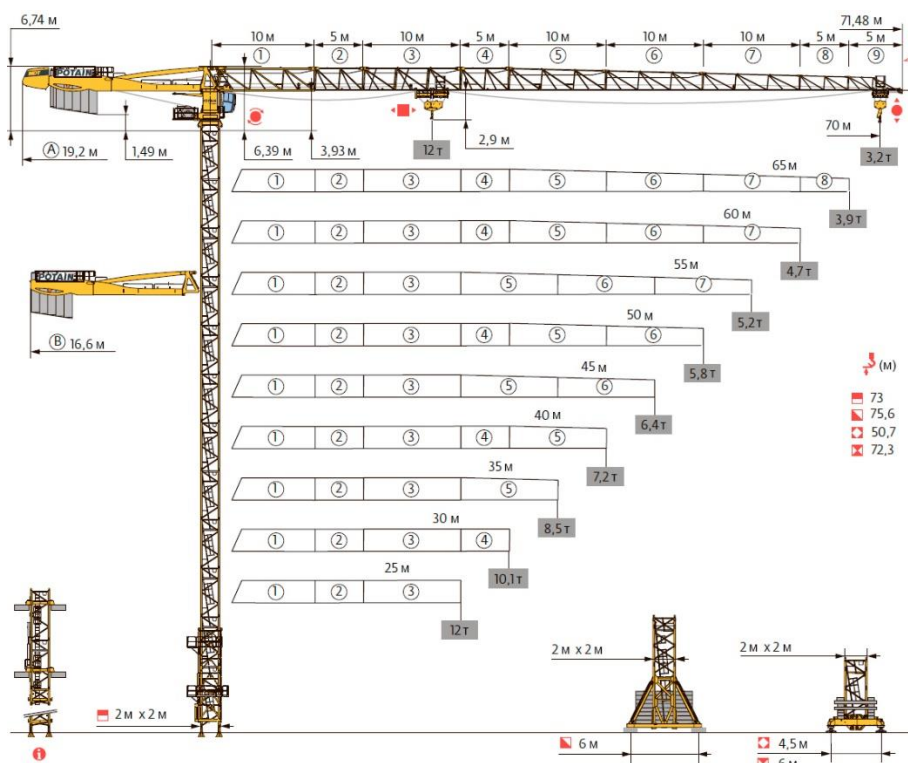 6,74 м
10 м 5 м 10 м 5 м 10 м 10 м 10 м 5 м 5 м
71,48 м
① ② ③ ④ ⑤ ⑥ ⑦ ⑧ ⑨
POTAIN
Ⓐ 19,2 м
1,49 м
6,39 м
3,93 м
12 т
2,9 м
70 м
3,2 т
65 м
① ② ③ ④ ⑤ ⑥ ⑦ ⑧
3,9 т
60 м
① ② ③ ④ ⑤ ⑥ ⑦
4,7 т
POTAIN
Ⓑ 16,6 м
55 м
① ② ③ ⑤ ⑥ ⑦
5,2 т
50 м
① ② ③ ④ ⑤ ⑥
5,8 т
(м)
73
75,6
50,7
72,3
45 м
① ② ③ ⑤ ⑥
6,4 т
40 м
① ② ③ ④ ⑤
7,2 т
35 м
① ② ③ ⑤
8,5 т
30 м
① ② ③ ④
10,1 т
25 м
① ② ③
12 т
2 м x 2 м
2 м x 2 м
2 м x 2 м
6 м
4,5 м
6 м
i